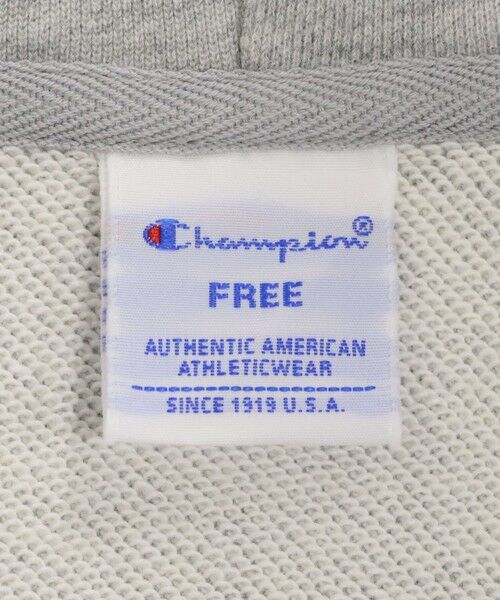 Champion®
FREE
AUTHENTIC AMERICAN
ATHLETICWEAR
SINCE 1919 U.S.A.